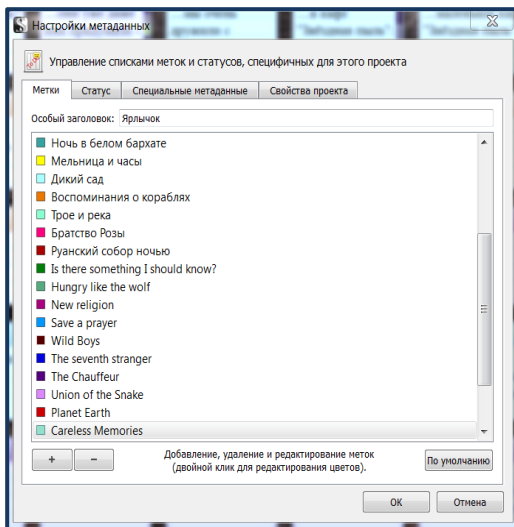 Настройки метаданных
Управление списками меток и статусов, специфичных для этого проекта
Метки
Статус
Специальные метаданные
Свойства проекта
Особый заголовок: Ярлычок
Ночь в белом бархате
Мельница и часы
Дикий сад
Воспоминания о кораблях
Трое и река
Братство Розы
Руанский собор ночью
Is there something I should know?
Hungry like the wolf
New religion
Save a prayer
Wild Boys
The seventh stranger
The Chauffeur
Union of the Snake
Planet Earth
Careless Memories
+
−
Добавление, удаление и редактирование меток
(двойной клик для редактирования цветов).
По умолчанию
ОК
Отмена